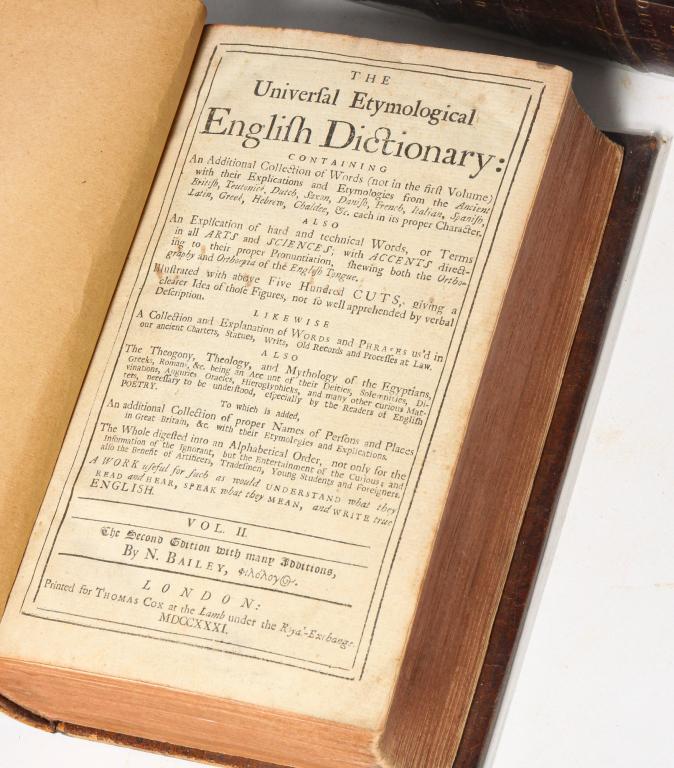 THE
Univerſal Etymological
Engliſh Dictionary:
CONTAINING
An Additional Collection of Words (not in the firſt Volume)
with their Explications and Etymologies from the Ancient
Britiſh, Teutonick, Dutch, Saxon, Daniſh, French, Italian, Spaniſh,
Latin, Greek, Hebrew, Chaldee, &c. each in its proper Character.
ALSO
An Explication of hard and technical Words, or Terms
in all ARTS and SCIENCES; with ACCENTS directing
ing to their proper Pronuntiation, ſhewing both the Ortho-
graphy and Orthoepia of the Engliſh Tongue.
Illuſtrated with above Five Hundred CUTS, giving a
clearer Idea of thoſe Figures, not ſo well apprehended by verbal
Deſcription.
LIKEWISE
A Collection and Explanation of WORDS and PHRASES us'd in
our ancient Charters, Statues, Writs, Old Records and Proceſſes at Law.
ALSO
The Theogony, Theology, and Mythology of the Egyptians,
Greeks, Romans, &c. being an Account of their Deities, Solemnities, Di-
vinations, Auguries Oracles, Hieroglyphicks, and many other curious Mat-
ters, neceſſary to be underſtood, eſpecially by the Readers of Engliſh
POETRY.
To which is added,
An additional Collection of proper Names of Perſons and Places
in Great-Britain, &c. with their Etymologies and Explications.
The Whole digeſted into an Alphabetical Order, not only for the
Information of the Ignorant, but the Entertainment of the Curious; and
alſo the Benefit of Artificers, Tradeſmen, Young Students and Foreigners.
A WORK uſeful for ſuch as would UNDERSTAND what they
READ and HEAR, SPEAK what they MEAN, and WRITE true
ENGLISH.
VOL. II.
The Second Edition with many Additions,
By N. BAILEY, Φιλόλογ⊙.
LONDON:
Printed for THOMAS COX at the Lamb under the Royal-Exchange.
MDCCXXXI.